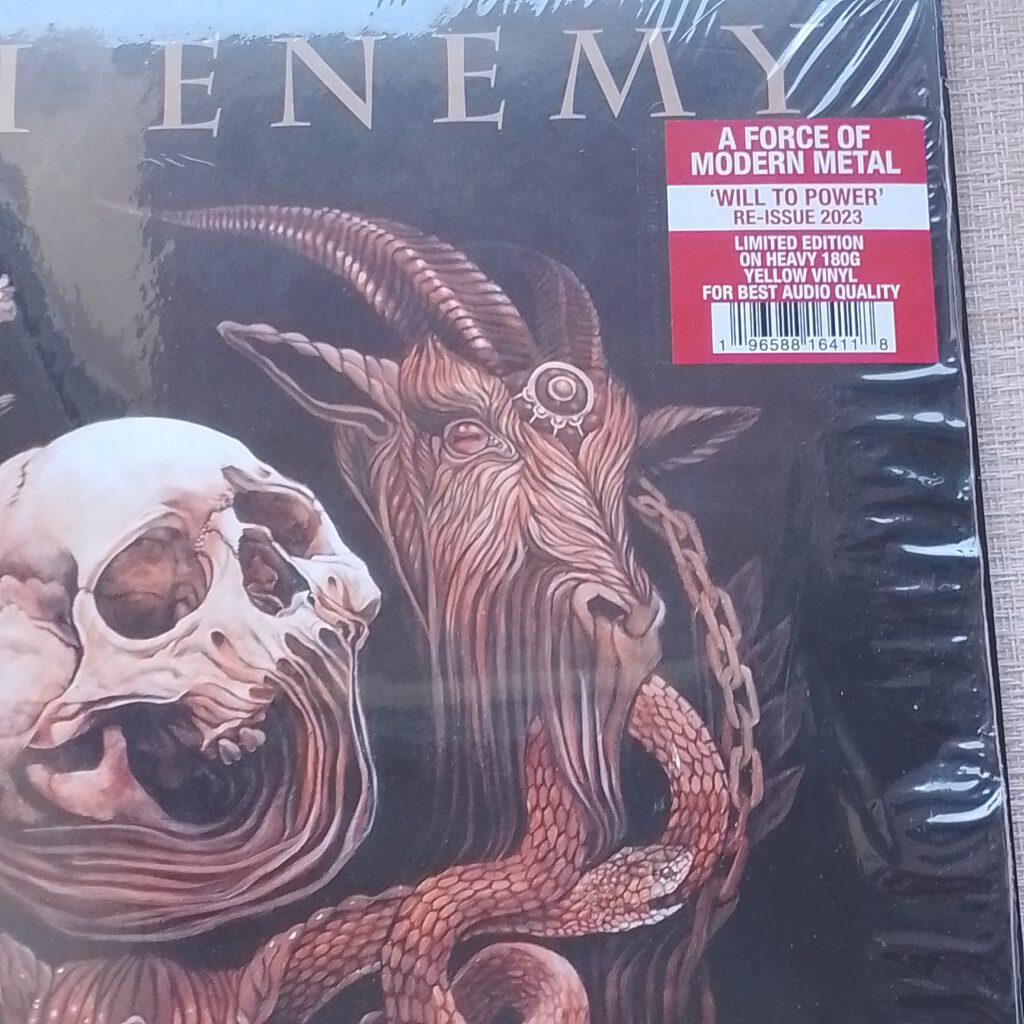 ENEMY
A FORCE OF
MODERN METAL
'WILL TO POWER'
RE-ISSUE 2023
LIMITED EDITION
ON HEAVY 180G
YELLOW VINYL
FOR BEST AUDIO QUALITY
1 96588 16411 8